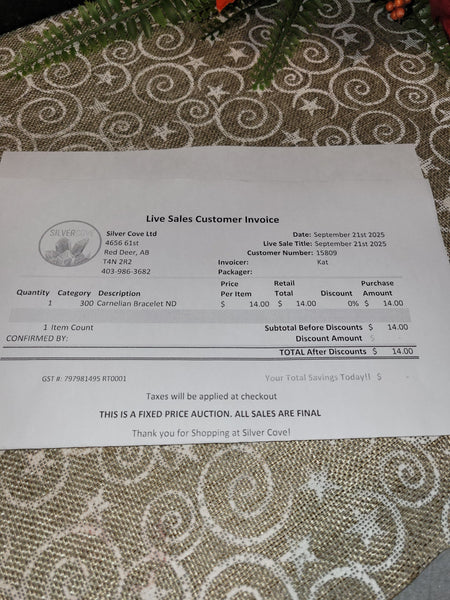 Live Sales Customer Invoice
SILVERCOVE
Silver Cove Ltd
4656 61st
Red Deer, AB
T4N 2R2
403-986-3682
Date: September 21st 2025
Live Sale Title: September 21st 2025
Customer Number: 15809
Invoicer: Kat
Packager:
Quantity Category Description Price Per Item Retail Total Discount Purchase Amount
1 300 Carnelian Bracelet ND $ 14.00 $ 14.00 0% $ 14.00
1 Item Count Subtotal Before Discounts $ 14.00
CONFIRMED BY: Discount Amount $ -
TOTAL After Discounts $ 14.00
GST #: 797981495 RT0001 Your Total Savings Today!! $ -
Taxes will be applied at checkout
THIS IS A FIXED PRICE AUCTION. ALL SALES ARE FINAL
Thank you for Shopping at Silver Cove!